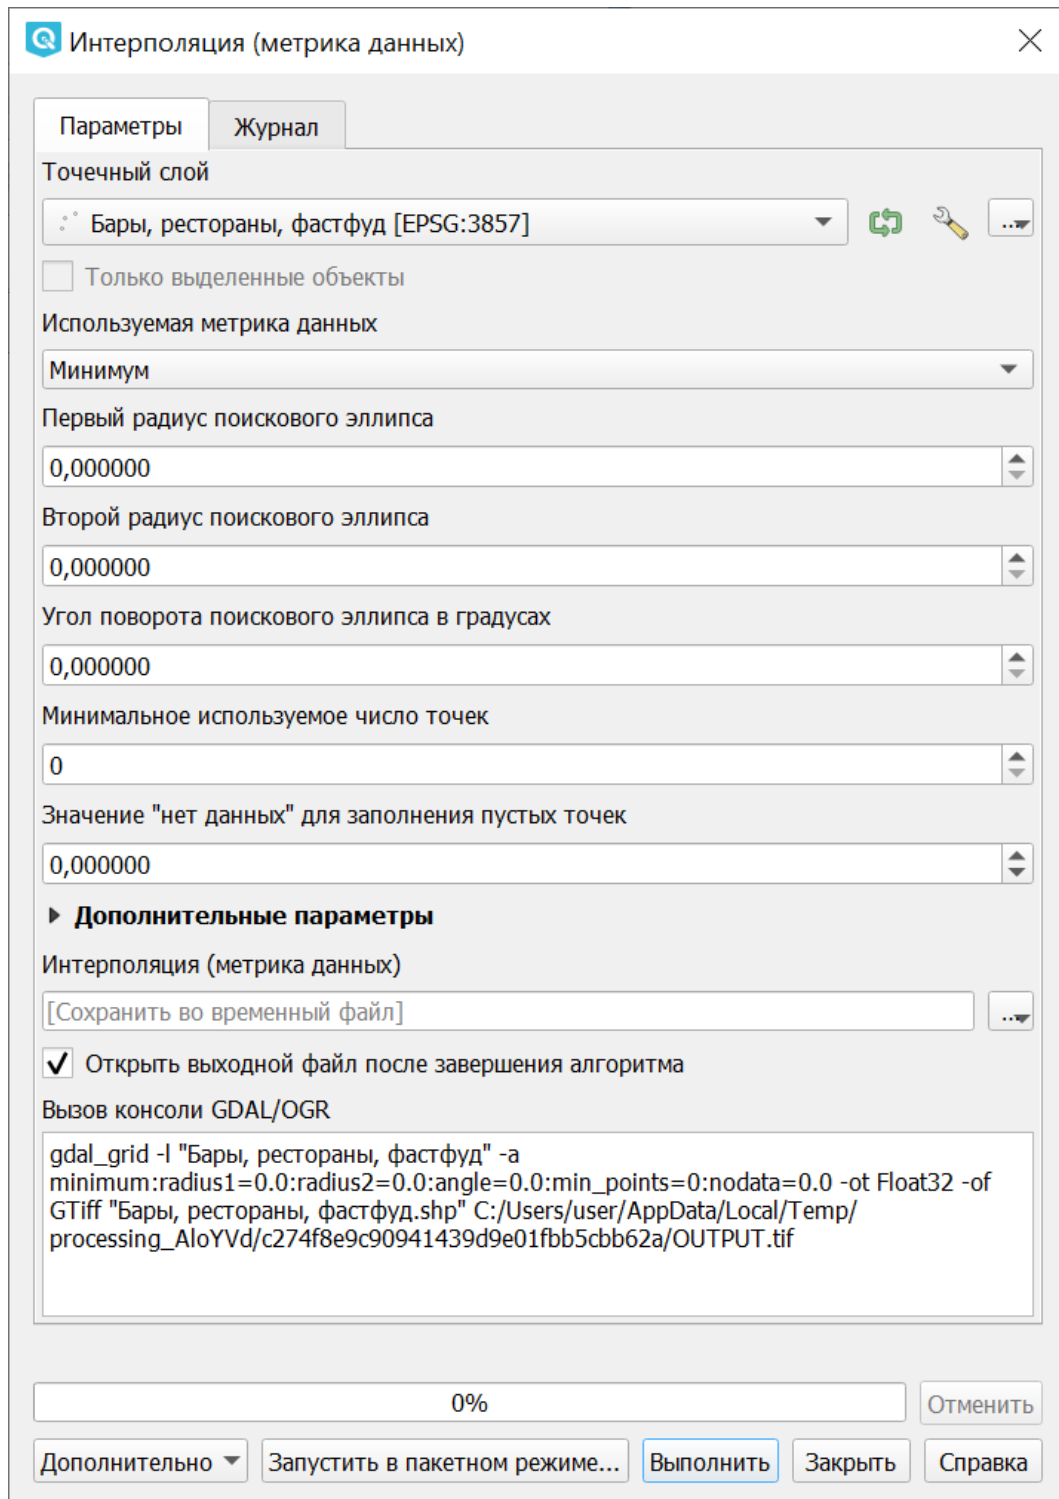 Интерполяция (метрика данных)
Параметры
Журнал
Точечный слой
Бары, рестораны, фастфуд [EPSG:3857]
...
Только выделенные объекты
Используемая метрика данных
Минимум
Первый радиус поискового эллипса
0,000000
Второй радиус поискового эллипса
0,000000
Угол поворота поискового эллипса в градусах
0,000000
Минимальное используемое число точек
0
Значение "нет данных" для заполнения пустых точек
0,000000
Дополнительные параметры
Интерполяция (метрика данных)
[Сохранить во временный файл]
...
Открыть выходной файл после завершения алгоритма
Вызов консоли GDAL/OGR
gdal_grid -l "Бары, рестораны, фастфуд" -a
minimum:radius1=0.0:radius2=0.0:angle=0.0:min_points=0:nodata=0.0 -ot Float32 -of
GTiff "Бары, рестораны, фастфуд.shp" C:/Users/user/AppData/Local/Temp/
processing_AloYVd/c274f8e9c90941439d9e01fbb5cbb62a/OUTPUT.tif
0%
Отменить
Дополнительно
Запустить в пакетном режиме...
Выполнить
Закрыть
Справка